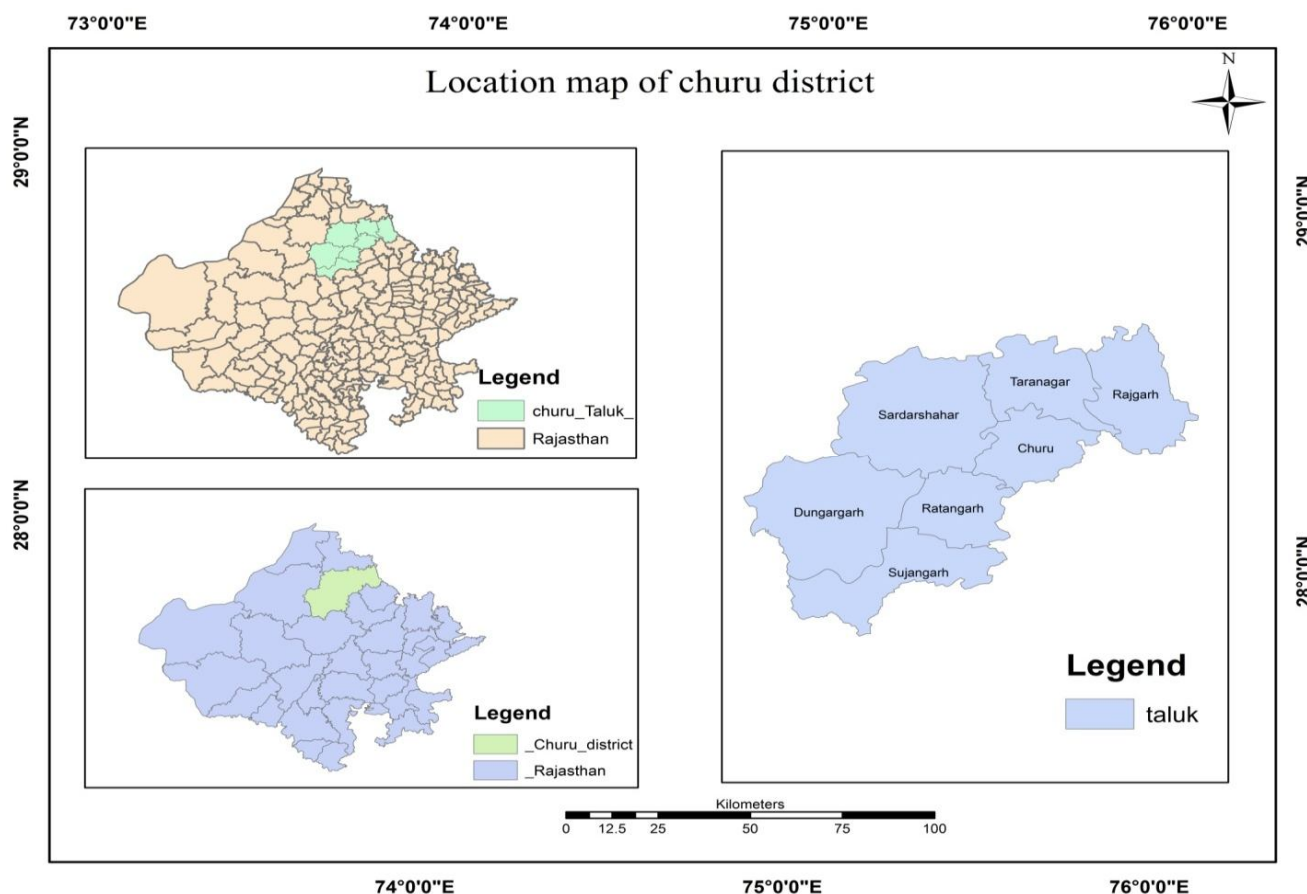 73°0'0"E 74°0'0"E 75°0'0"E 76°0'0"E
Location map of churu district
N
29°0'0"N
29°0'0"N
Legend
churu_Taluk_
Rajasthan
28°0'0"N
Legend
_Churu_district
_Rajasthan
Taranagar
Rajgarh
Sardarshahar
Churu
Dungargarh
Ratangarh
Sujangarh
28°0'0"N
Legend
taluk
Kilometers
0 12.5 25 50 75 100
74°0'0"E 75°0'0"E 76°0'0"E